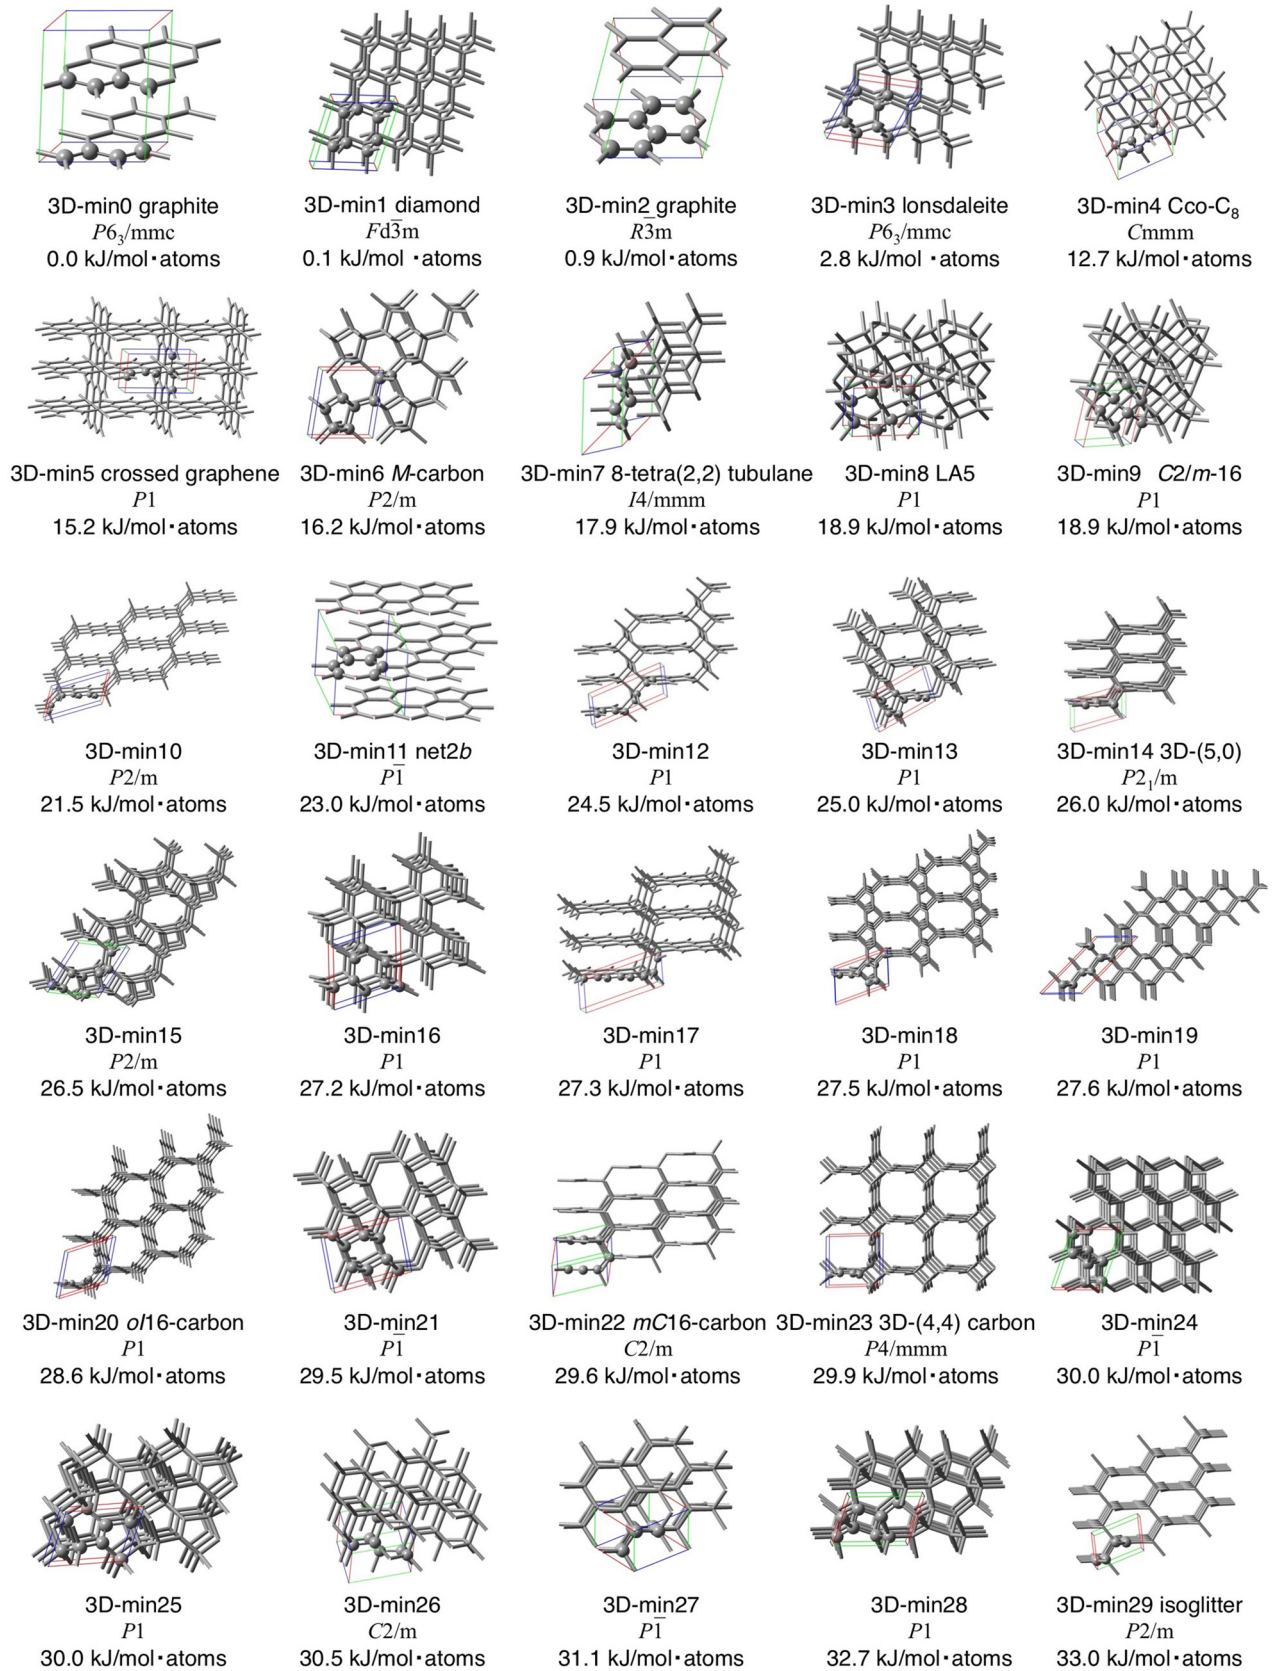 3D-min0 graphite
P6₃/mmc
0.0 kJ/mol·atoms
3D-min1 diamond
Fd3̅m
0.1 kJ/mol·atoms
3D-min2 graphite
R3̅m
0.9 kJ/mol·atoms
3D-min3 lonsdaleite
P6₃/mmc
2.8 kJ/mol·atoms
3D-min4 Cco-C₈
Cmmm
12.7 kJ/mol·atoms
3D-min5 crossed graphene
P1
15.2 kJ/mol·atoms
3D-min6 M-carbon
P2/m
16.2 kJ/mol·atoms
3D-min7 8-tetra(2,2) tubulane
I4/mmm
17.9 kJ/mol·atoms
3D-min8 LA5
P1
18.9 kJ/mol·atoms
3D-min9 C2/m-16
P1
18.9 kJ/mol·atoms
3D-min10
P2/m
21.5 kJ/mol·atoms
3D-min11 net2b
P1̅
23.0 kJ/mol·atoms
3D-min12
P1
24.5 kJ/mol·atoms
3D-min13
P1
25.0 kJ/mol·atoms
3D-min14 3D-(5,0)
P2₁/m
26.0 kJ/mol·atoms
3D-min15
P2/m
26.5 kJ/mol·atoms
3D-min16
P1
27.2 kJ/mol·atoms
3D-min17
P1
27.3 kJ/mol·atoms
3D-min18
P1
27.5 kJ/mol·atoms
3D-min19
P1
27.6 kJ/mol·atoms
3D-min20 oI16-carbon
P1
28.6 kJ/mol·atoms
3D-min21
P1̅
29.5 kJ/mol·atoms
3D-min22 mC16-carbon
C2/m
29.6 kJ/mol·atoms
3D-min23 3D-(4,4) carbon
P4/mmm
29.9 kJ/mol·atoms
3D-min24
P1̅
30.0 kJ/mol·atoms
3D-min25
P1
30.0 kJ/mol·atoms
3D-min26
C2/m
30.5 kJ/mol·atoms
3D-min27
P1̅
31.1 kJ/mol·atoms
3D-min28
P1
32.7 kJ/mol·atoms
3D-min29 isoglitter
P2/m
33.0 kJ/mol·atoms